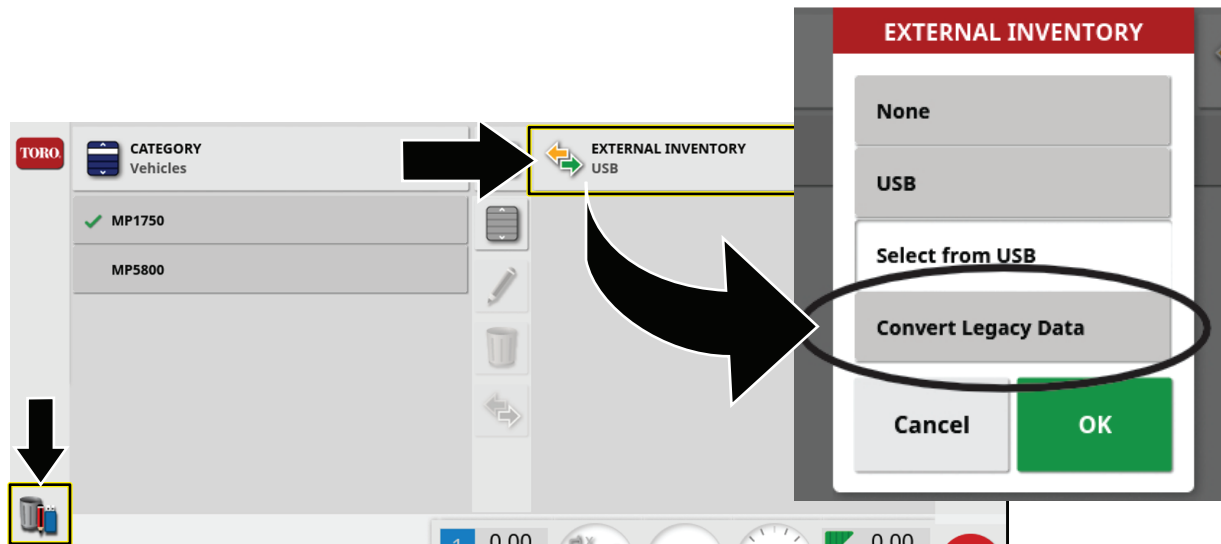 TORO.
CATEGORY
Vehicles
MP1750
MP5800
EXTERNAL INVENTORY
USB
EXTERNAL INVENTORY
None
USB
Select from USB
Convert Legacy Data
Cancel
OK
1
0.00
0.00